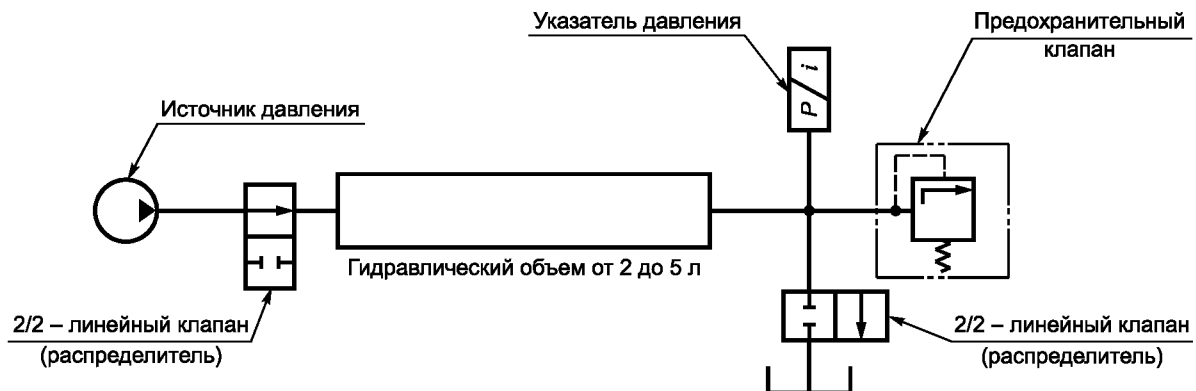 Указатель давления
Предохранительный
клапан
Источник давления
P/i
Гидравлический объем от 2 до 5 л
2/2 – линейный клапан
(распределитель)
2/2 – линейный клапан
(распределитель)